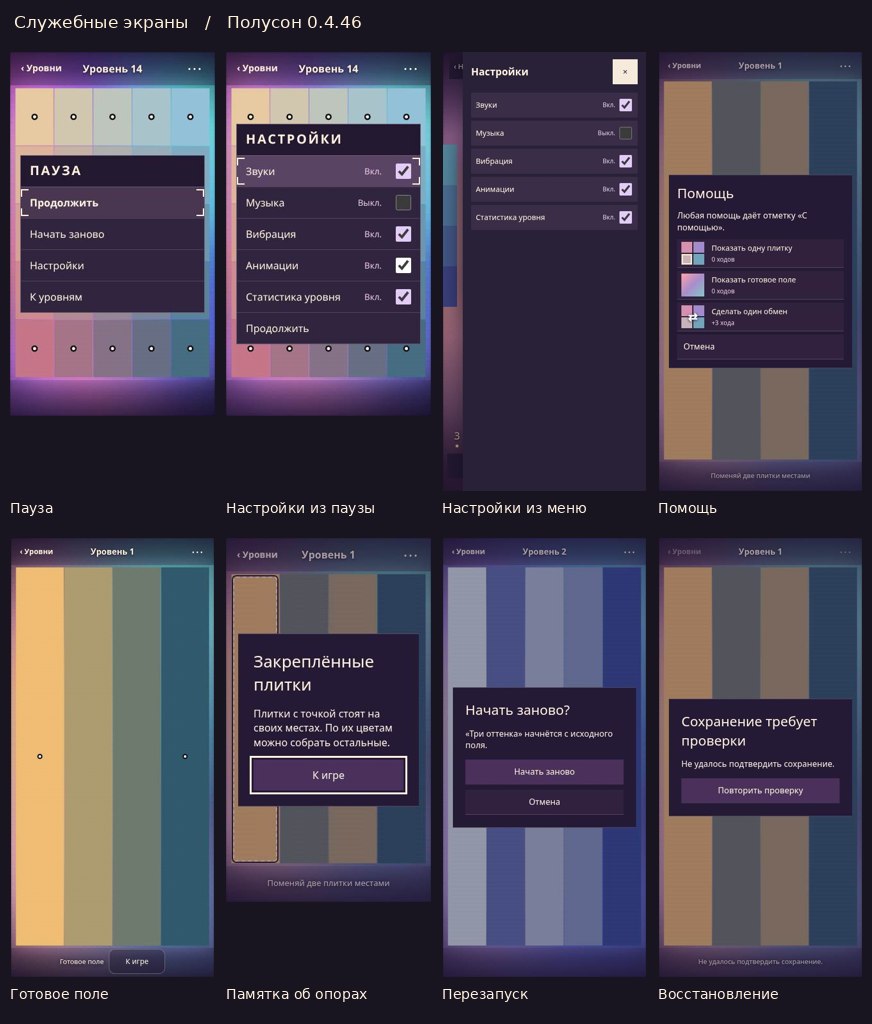 Служебные экраны / Полусон 0.4.46
‹ Уровни Уровень 14 ···
ПАУЗА
Продолжить
Начать заново
Настройки
К уровням
Пауза
‹ Уровни Уровень 14 ···
НАСТРОЙКИ
Звуки Вкл.
Музыка Выкл.
Вибрация Вкл.
Анимации Вкл.
Статистика уровня Вкл.
Продолжить
Настройки из паузы
Настройки ×
Звуки Вкл.
Музыка Выкл.
Вибрация Вкл.
Анимации Вкл.
Статистика уровня Вкл.
З
Настройки из меню
‹ Уровни Уровень 1 ···
Помощь
Любая помощь даёт отметку «С
помощью».
Показать одну плитку
0 ходов
Показать готовое поле
0 ходов
Сделать один обмен
+3 хода
Отмена
Поменяй две плитки местами
Помощь
‹ Уровни Уровень 1 ···
Готовое поле К игре
Готовое поле
‹ Уровни Уровень 1 ···
Закреплённые
плитки
Плитки с точкой стоят на
своих местах. По их цветам
можно собрать остальные.
К игре
Поменяй две плитки местами
Памятка об опорах
‹ Уровни Уровень 2 ···
Начать заново?
«Три оттенка» начнётся с исходного
поля.
Начать заново
Отмена
Перезапуск
‹ Уровни Уровень 1 ···
Сохранение требует
проверки
Не удалось подтвердить сохранение.
Повторить проверку
Не удалось подтвердить сохранение.
Восстановление